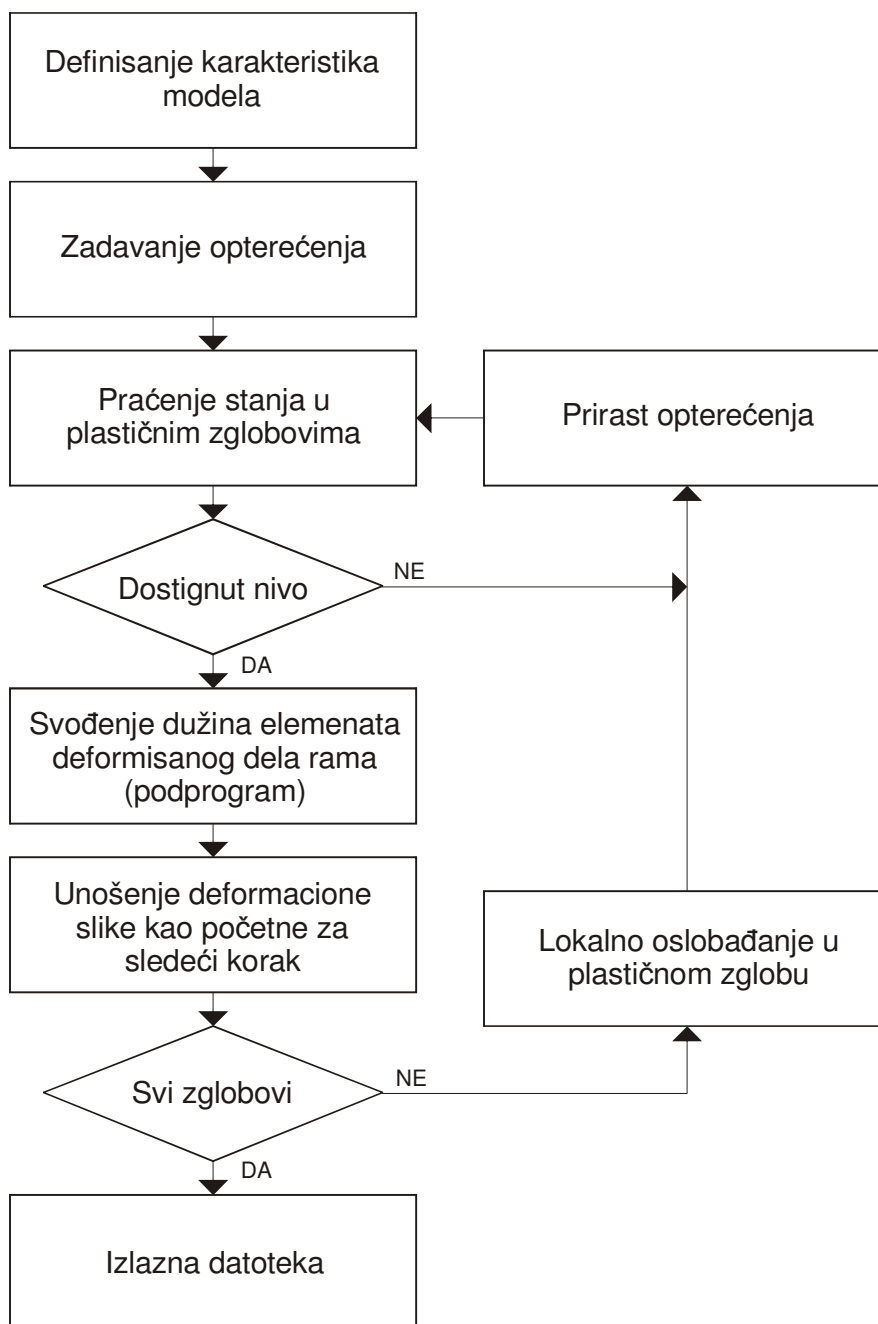 Definisanje karakteristika
modela
Zadavanje opterećenja
Praćenje stanja u
plastičnim zglobovima
Prirast opterećenja
Dostignut nivo
NE
DA
Svođenje dužina elemenata
deformisanog dela rama
(podprogram)
Unošenje deformacione
slike kao početne za
sledeći korak
Lokalno oslobađanje u
plastičnom zglobu
Svi zglobovi
NE
DA
Izlazna datoteka